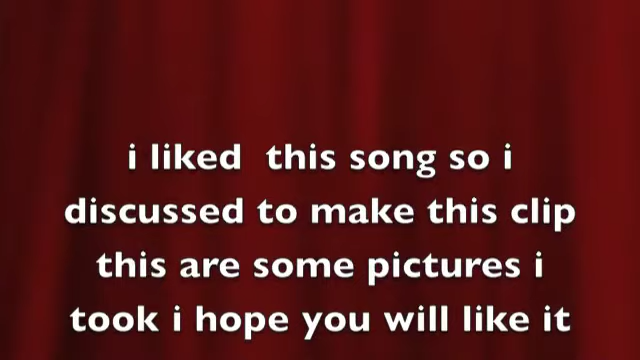 i liked  this song so i
discussed to make this clip
this are some pictures i
took i hope you will like it